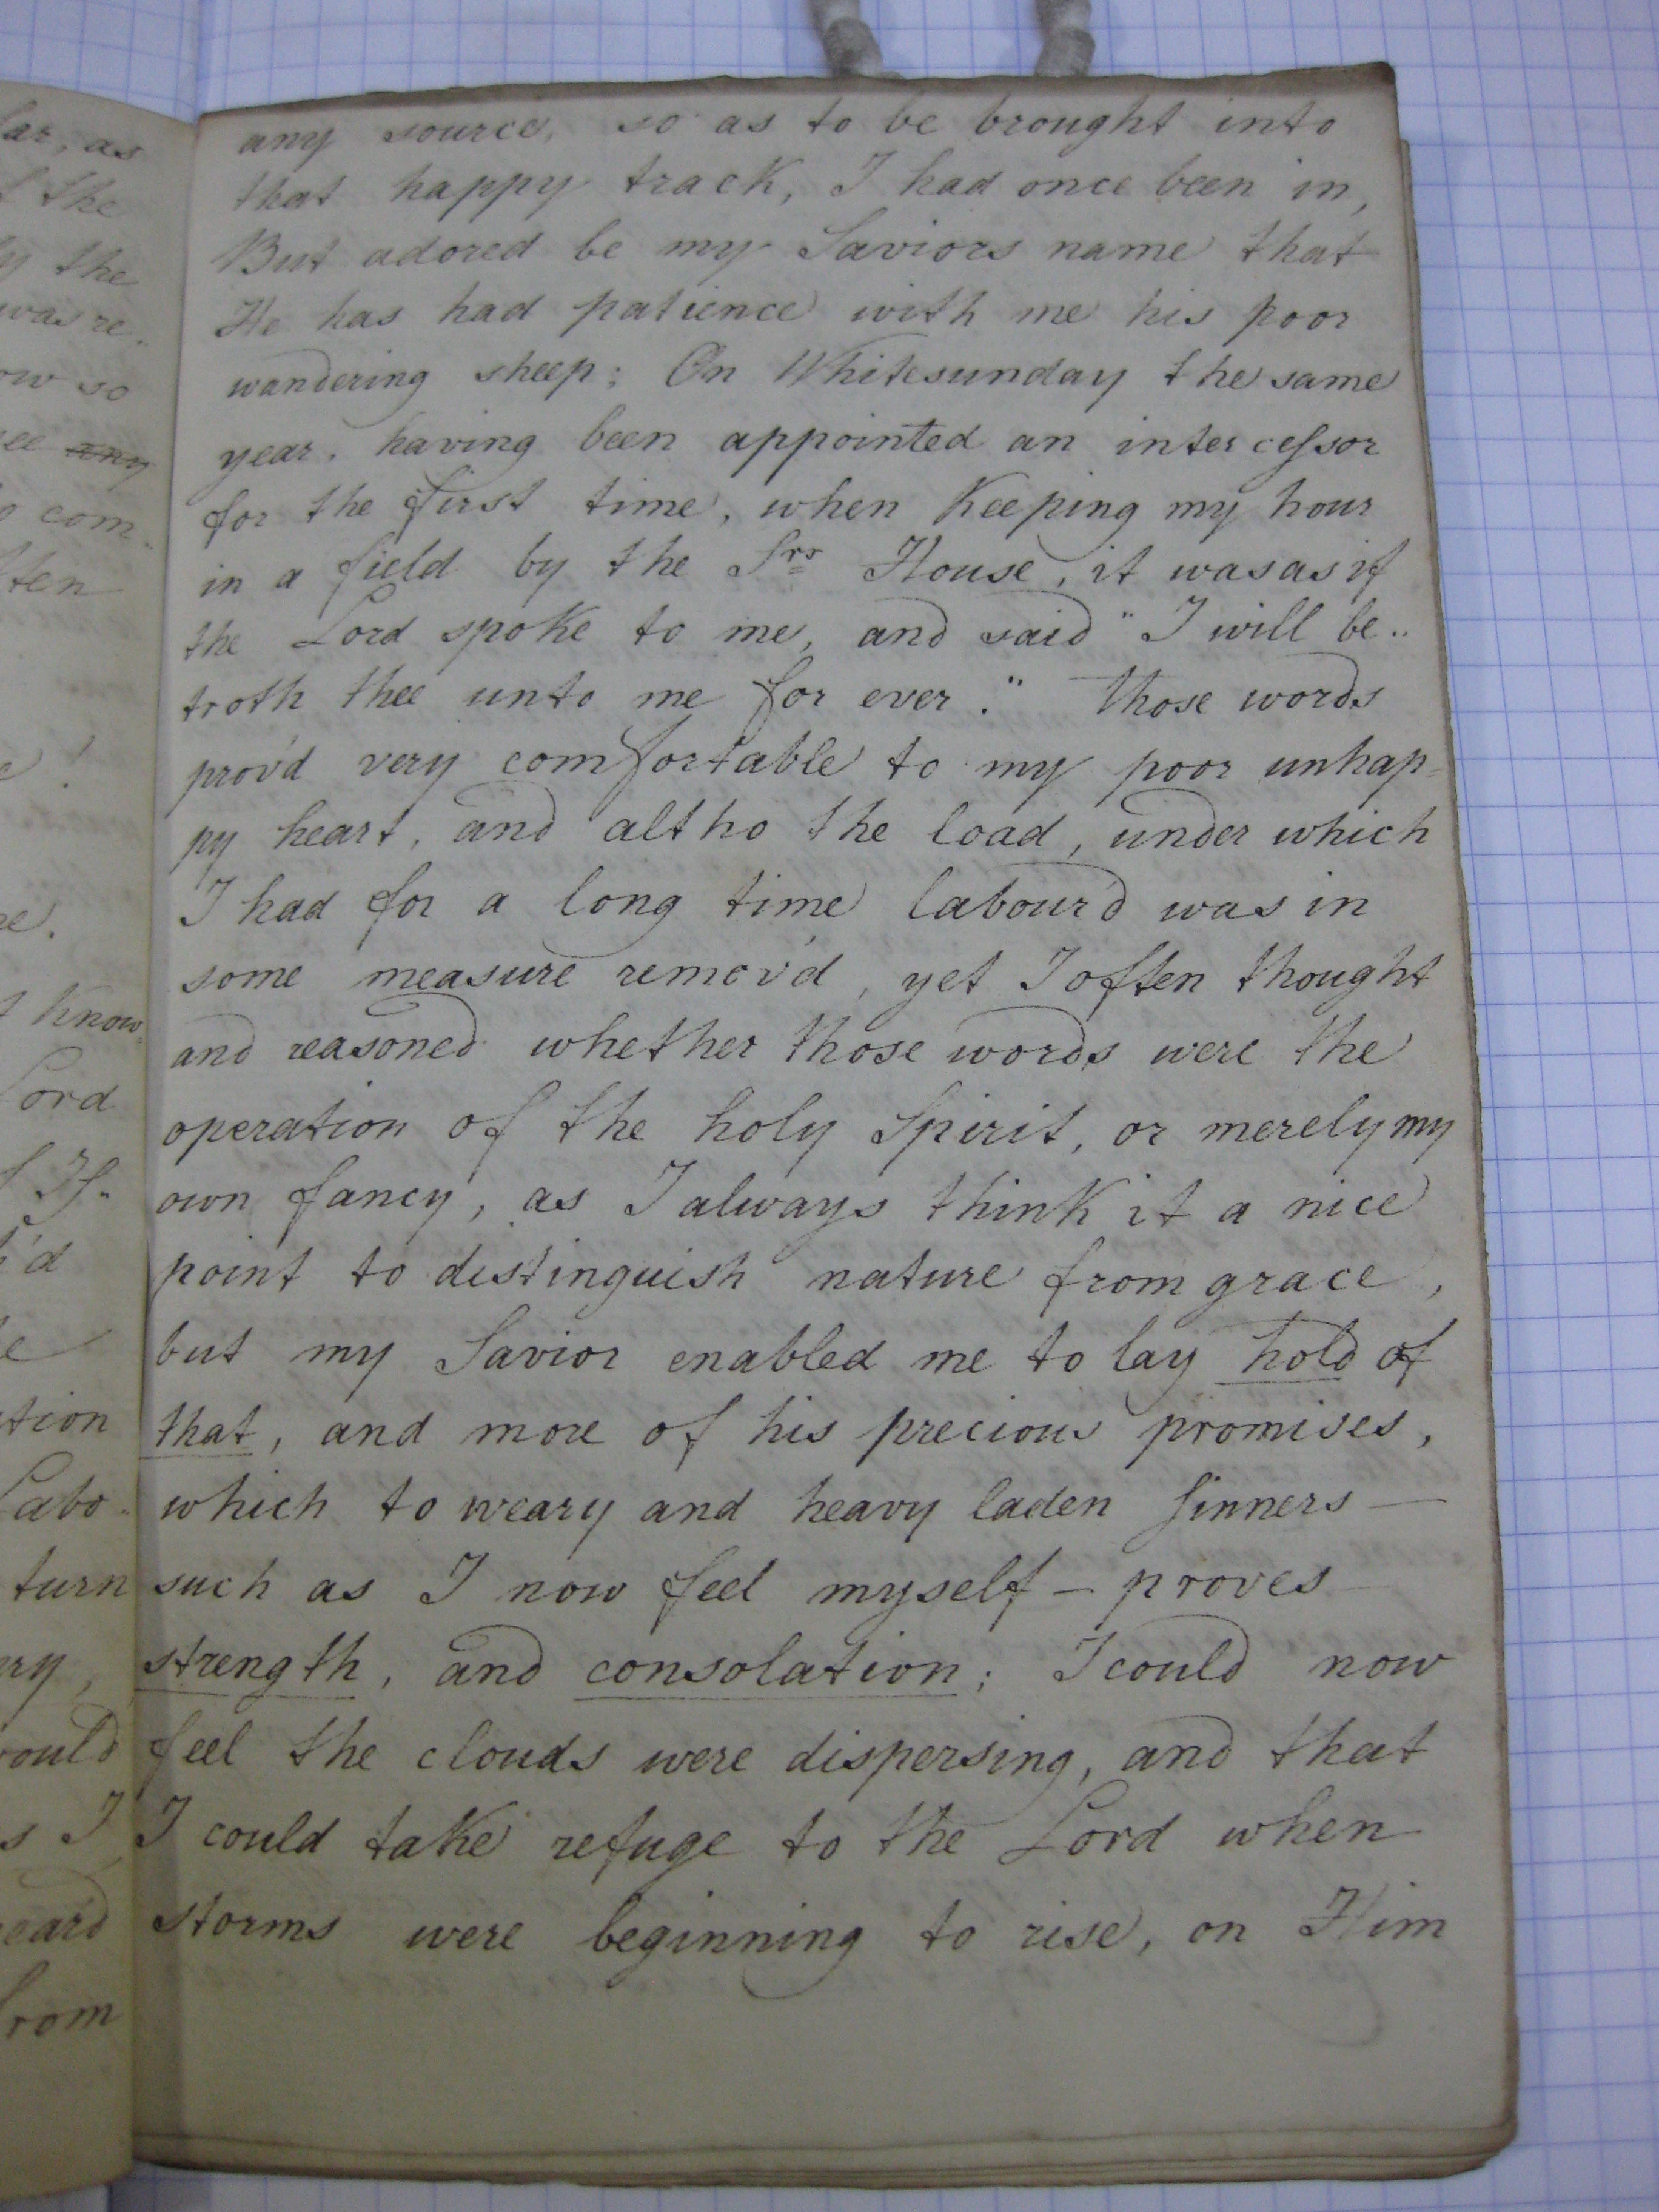 lar, as
the
y the
was re.
ow so
ee any
com..
ften
!
e.
know
Lord
'd
e
ation
Labo..
turn
ry,
would
s I
eard
from
any source, so as to be brought into
that happy track, I had once been in,
But adored be my Saviors name that
He has had patience with me his poor
wandering sheep; On Whitesunday the same
year, having been appointed an intercessor
for the first time, when Keeping my hour
in a field by the Srs House, it was as if
the Lord spoke to me, and said "I will be..
troth thee unto me for ever." Those words
prov'd very comfortable to my poor unhap=
py heart, and altho the load, under which
I had for a long time labour'd was in
some measure remov'd, yet I often thought
and reasoned whether those words were the
operation of the holy Spirit, or merely my
own fancy, as I always think it a nice
point to distinguish nature from grace,
but my Savior enabled me to lay hold of
that, and more of his precious promises,
which to weary and heavy laden Sinners—
such as I now feel myself — proves
strength, and consolation; I could now
feel the clouds were dispersing, and that
I could take refuge to the Lord when
storms were beginning to rise, on Him